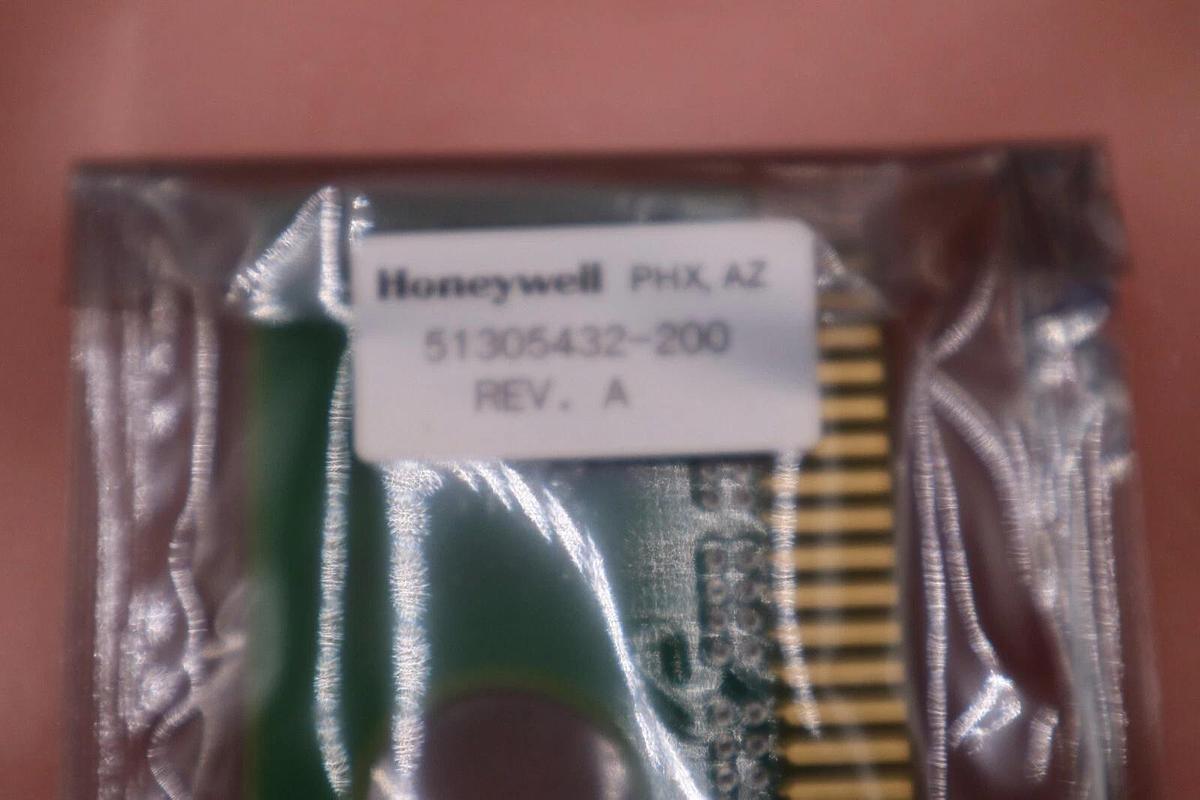 Honeywell PHX, AZ
51305432-200
REV. A